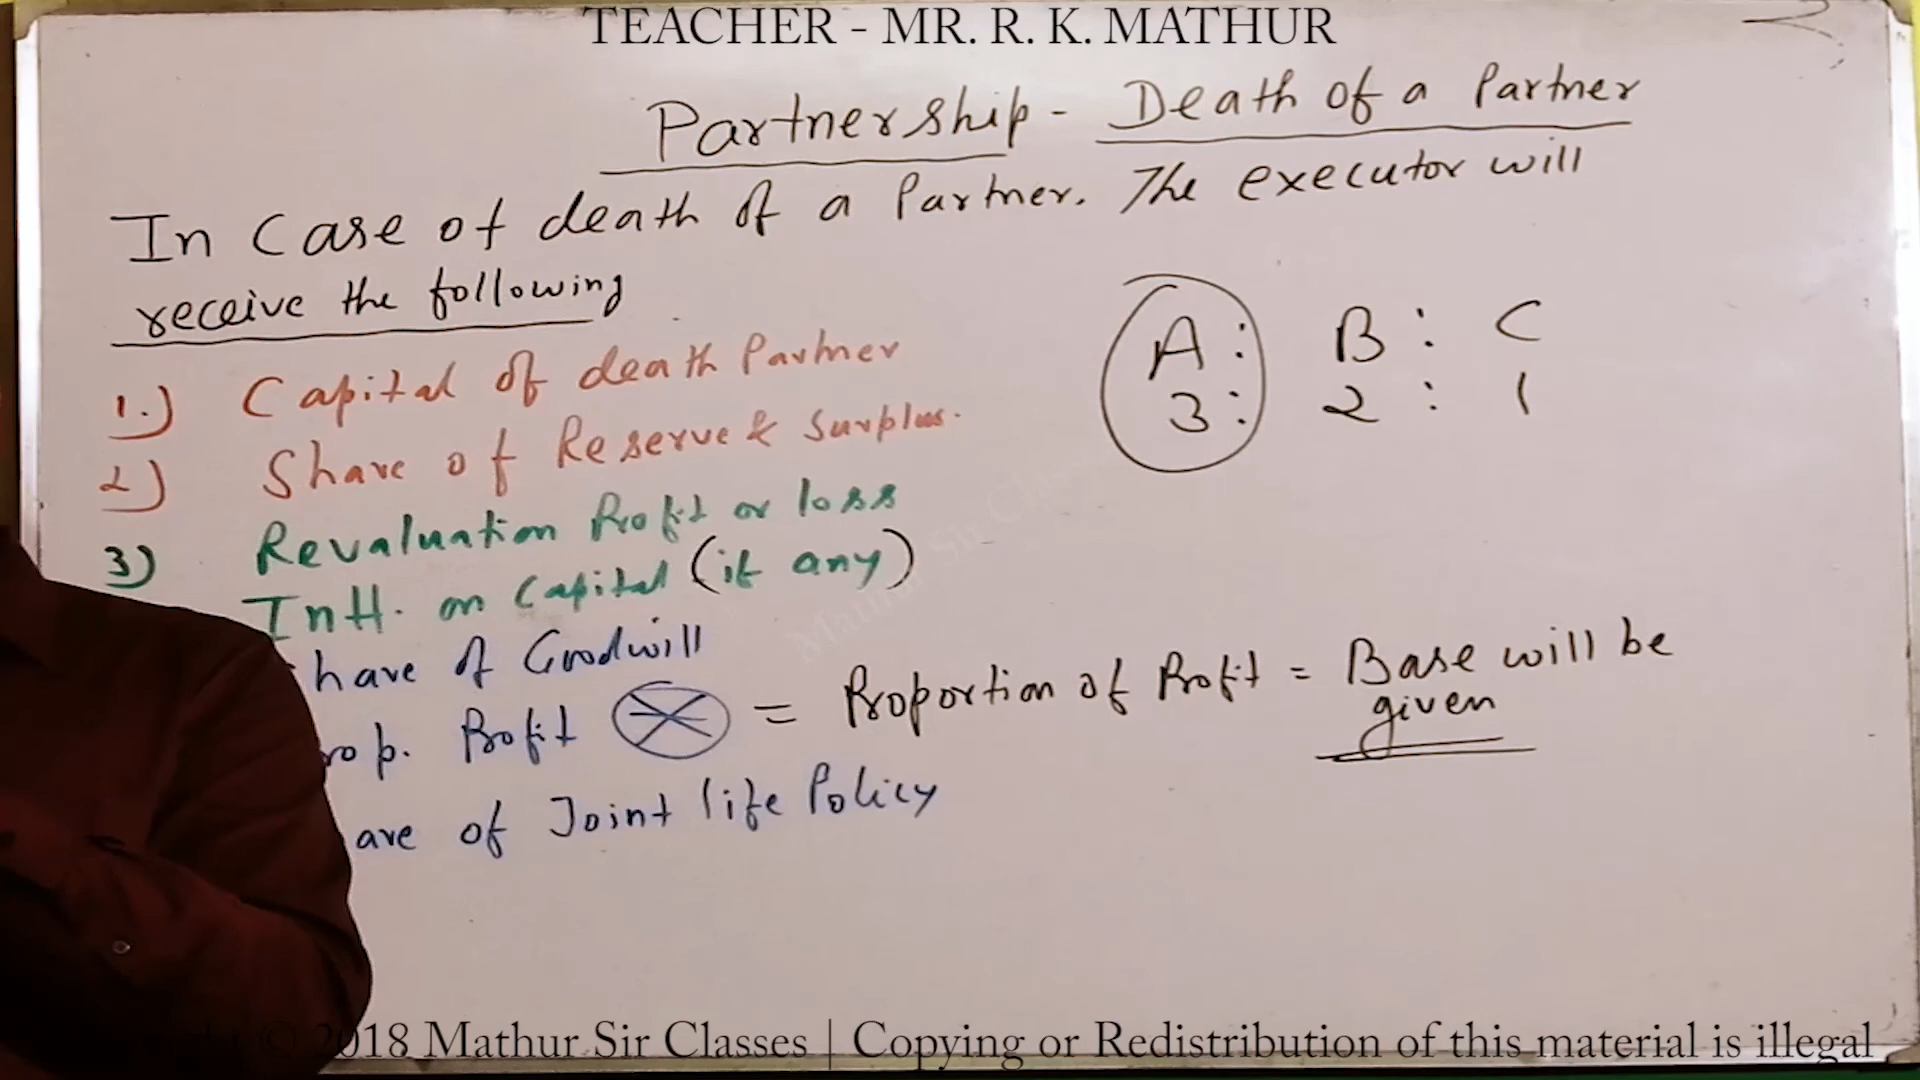 TEACHER - MR. R. K. MATHUR
Partnership - Death of a Partner
In Case of death of a Partner. The executor will
receive the following
A : B : C
3 : 2 : 1
1.) Capital of death Partner
2) Share of Reserve & Surplus.
3) Revaluation Profit or loss
Intt. on Capital (if any)
hare of Goodwill
rop. Profit = Proportion of Profit = Base will be
given
are of Joint life Policy
© 2018 Mathur Sir Classes | Copying or Redistribution of this material is illegal